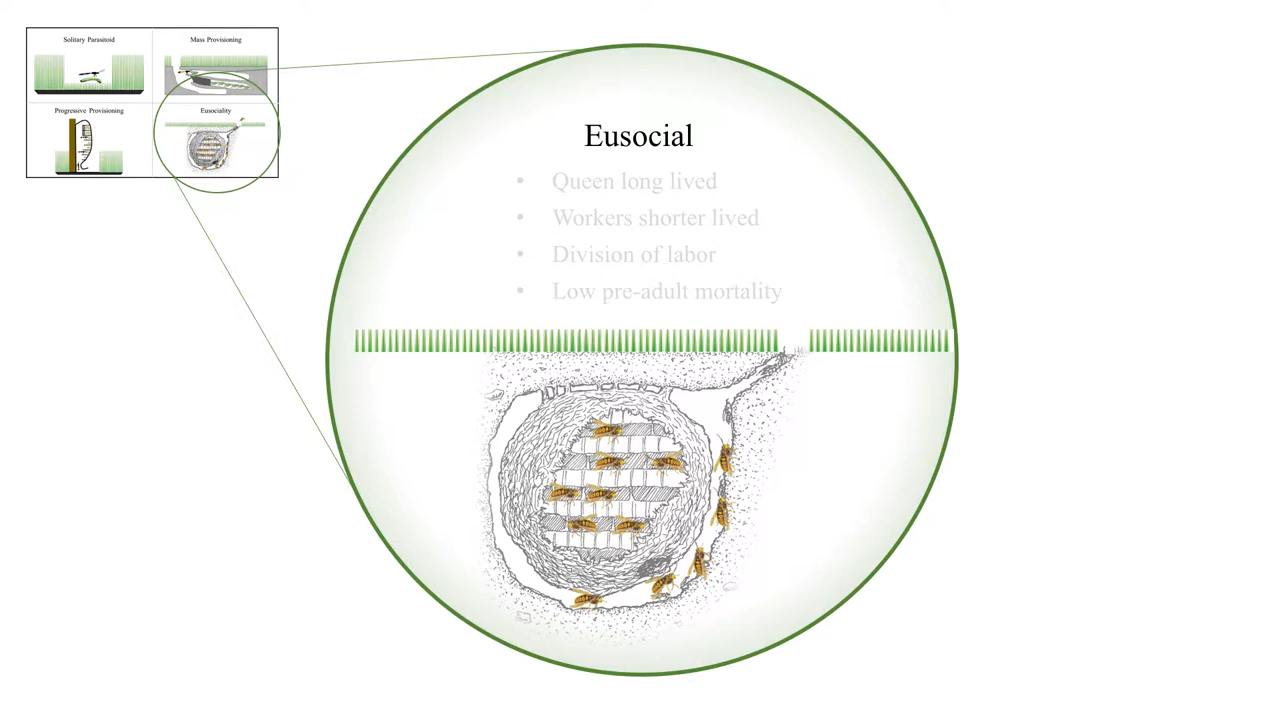 Solitary Parasitoid
Mass Provisioning
Progressive Provisioning
Eusociality
Eusocial
• Queen long lived
• Workers shorter lived
• Division of labor
• Low pre-adult mortality